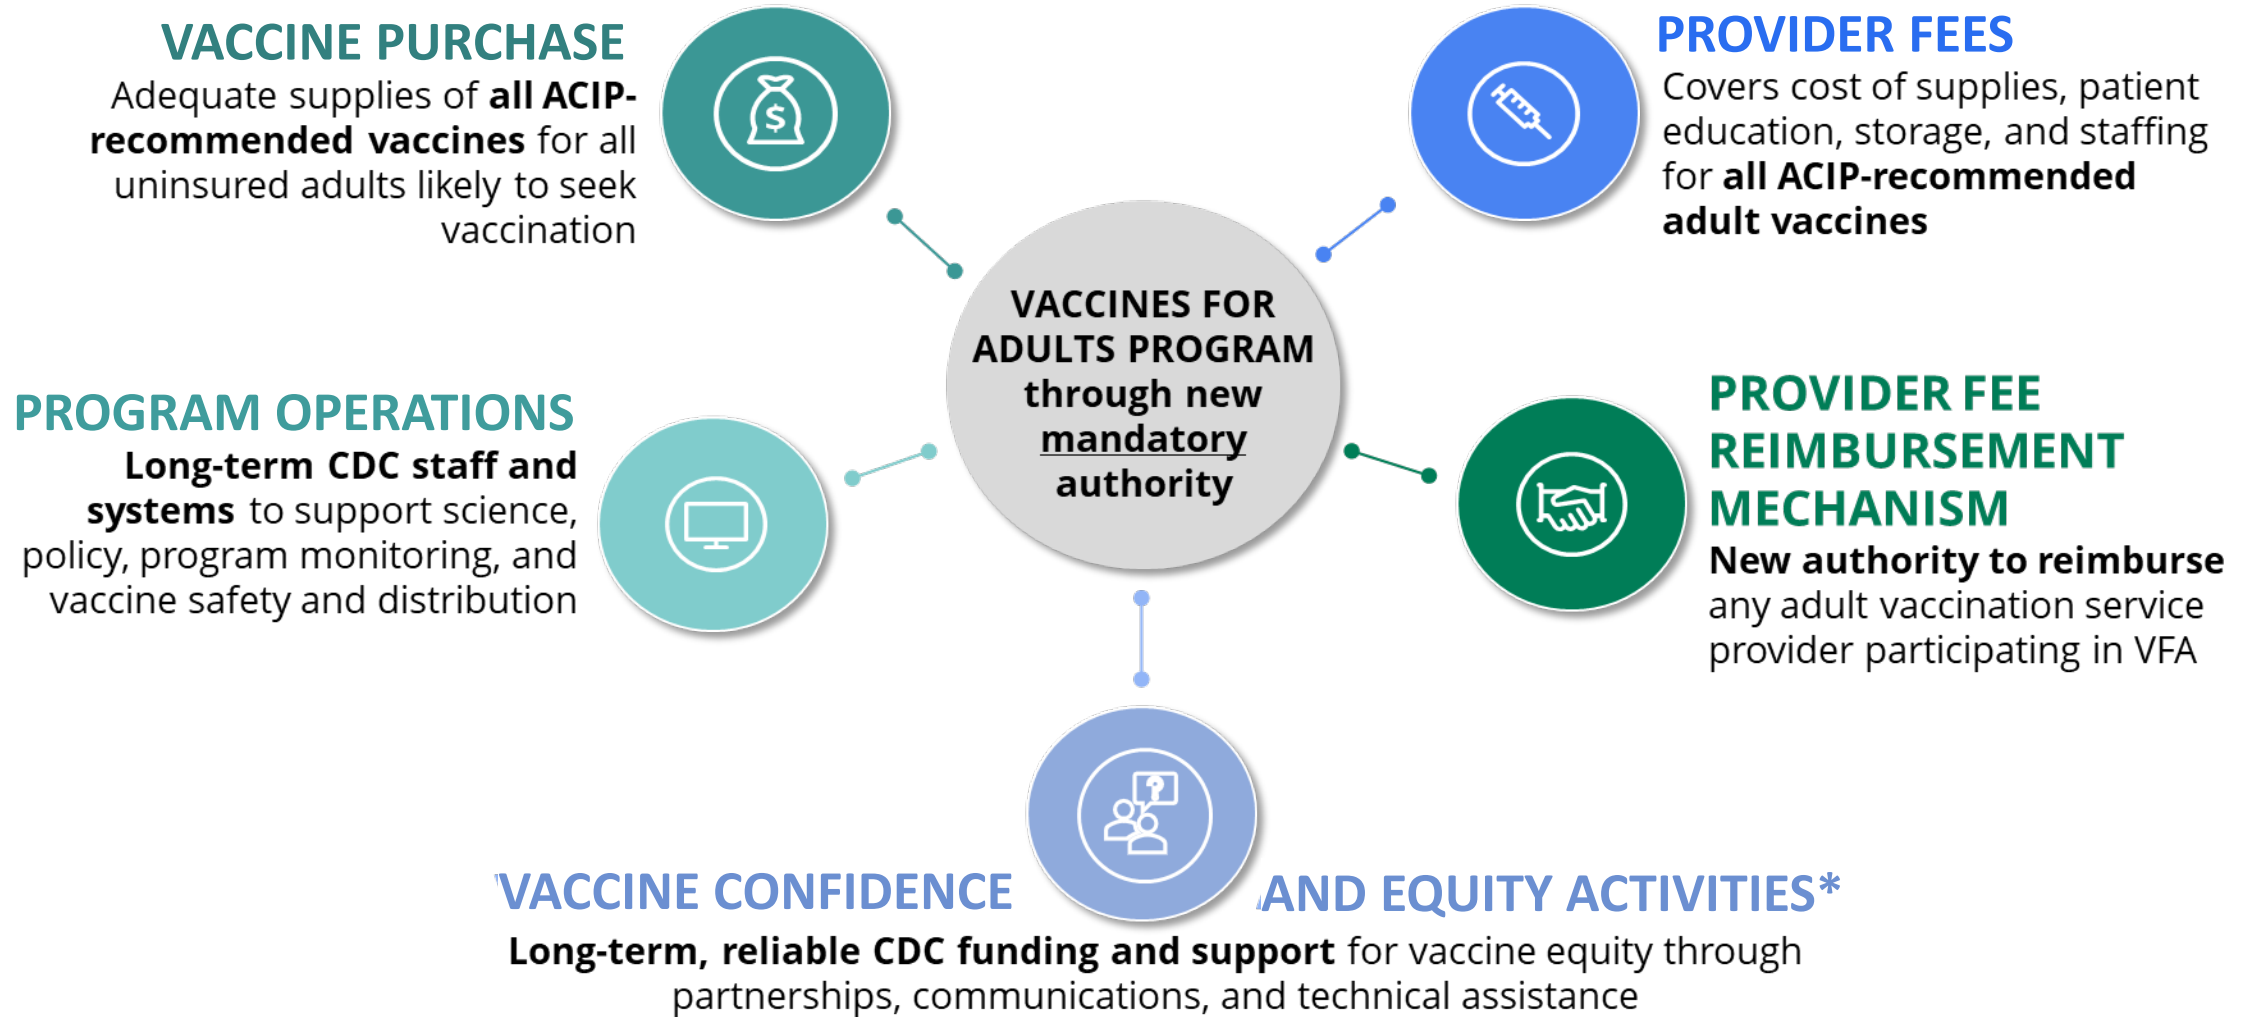 VACCINE PURCHASE
Adequate supplies of all ACIP-
recommended vaccines for all
uninsured adults likely to seek
vaccination
PROVIDER FEES
Covers cost of supplies, patient
education, storage, and staffing
for all ACIP-recommended
adult vaccines
VACCINES FOR
ADULTS PROGRAM
through new
mandatory
authority
PROGRAM OPERATIONS
Long-term CDC staff and
systems to support science,
policy, program monitoring, and
vaccine safety and distribution
PROVIDER FEE
REIMBURSEMENT
MECHANISM
New authority to reimburse
any adult vaccination service
provider participating in VFA
VACCINE CONFIDENCE AND EQUITY ACTIVITIES*
Long-term, reliable CDC funding and support for vaccine equity through
partnerships, communications, and technical assistance